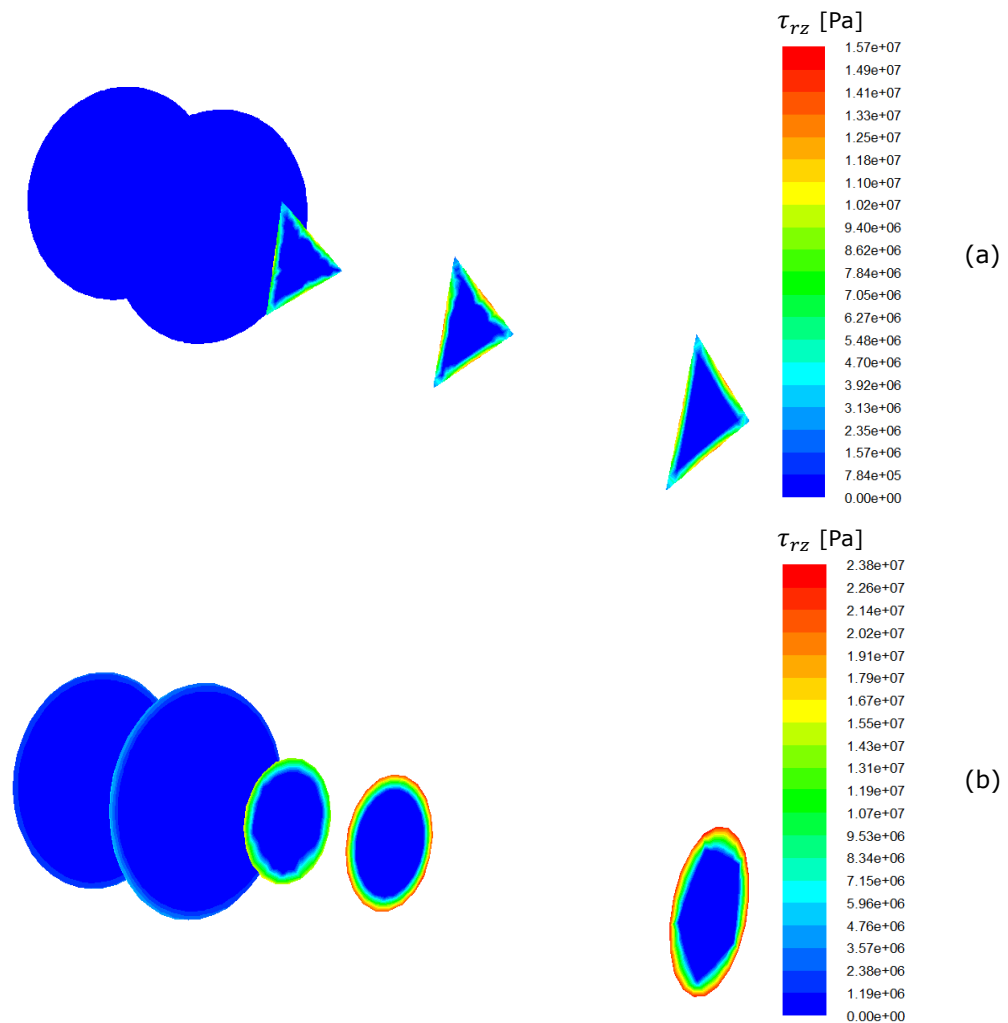 τrz [Pa]
1.57e+07
1.49e+07
1.41e+07
1.33e+07
1.25e+07
1.18e+07
1.10e+07
1.02e+07
9.40e+06
8.62e+06
7.84e+06
7.05e+06
6.27e+06
5.48e+06
4.70e+06
3.92e+06
3.13e+06
2.35e+06
1.57e+06
7.84e+05
0.00e+00
(a)
τrz [Pa]
2.38e+07
2.26e+07
2.14e+07
2.02e+07
1.91e+07
1.79e+07
1.67e+07
1.55e+07
1.43e+07
1.31e+07
1.19e+07
1.07e+07
9.53e+06
8.34e+06
7.15e+06
5.96e+06
4.76e+06
3.57e+06
2.38e+06
1.19e+06
0.00e+00
(b)